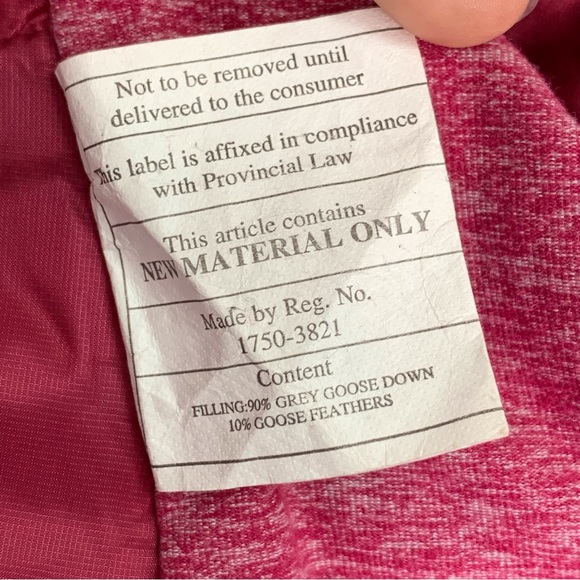 Not to be removed until
delivered to the consumer
This label is affixed in compliance
with Provincial Law
This article contains
NEW MATERIAL ONLY
Made by Reg. No.
1750-3821
Content
FILLING:90% GREY GOOSE DOWN
10% GOOSE FEATHERS